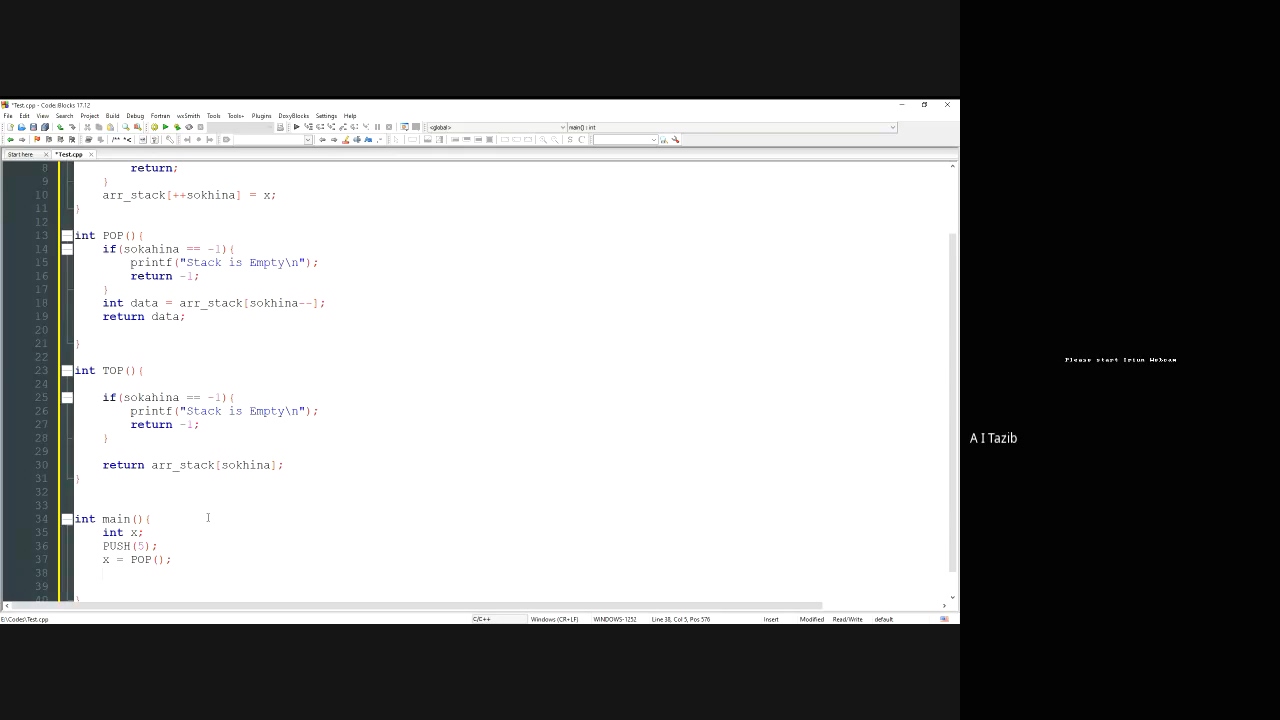 *Test.cpp - Code::Blocks 17.12
File Edit View Search Project Build Debug Fortran wxSmith Tools Tools+ Plugins DoxyBlocks Settings Help
<global> main() : int
Start here *Test.cpp
8 return;
9 }
10 arr_stack[++sokhina] = x;
11 }
12
13 int POP(){
14 if(sokahina == -1){
15 printf("Stack is Empty\n");
16 return -1;
17 }
18 int data = arr_stack[sokhina--];
19 return data;
20
21 }
22
23 int TOP(){
24
25 if(sokahina == -1){
26 printf("Stack is Empty\n");
27 return -1;
28 }
29
30 return arr_stack[sokhina];
31 }
32
33
34 int main(){
35 int x;
36 PUSH(5);
37 x = POP();
38
39
40 }
E:\Codes\Test.cpp C/C++ Windows (CR+LF) WINDOWS-1252 Line 38, Col 5, Pos 576 Insert Modified Read/Write default
Please start Iriun Webcam
A I Tazib